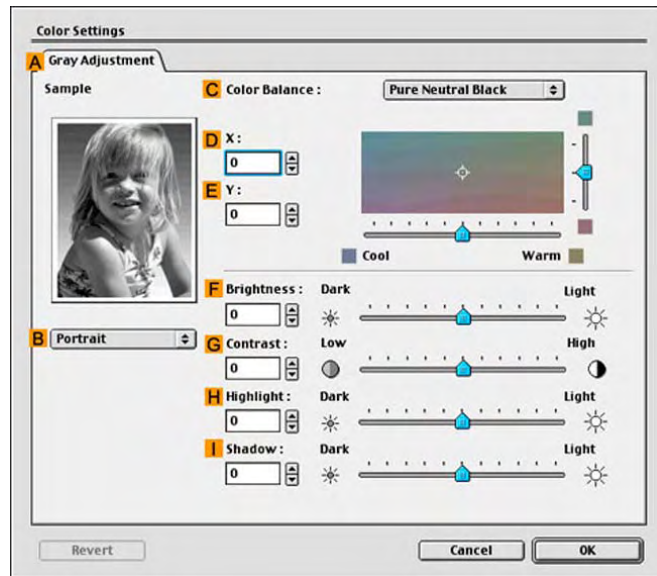 Color Settings
A Gray Adjustment
Sample
C Color Balance : Pure Neutral Black
D X :
0
E Y :
0
Cool Warm
F Brightness : Dark Light
0
B Portrait
G Contrast : Low High
0
H Highlight : Dark Light
0
I Shadow : Dark Light
0
Revert Cancel OK